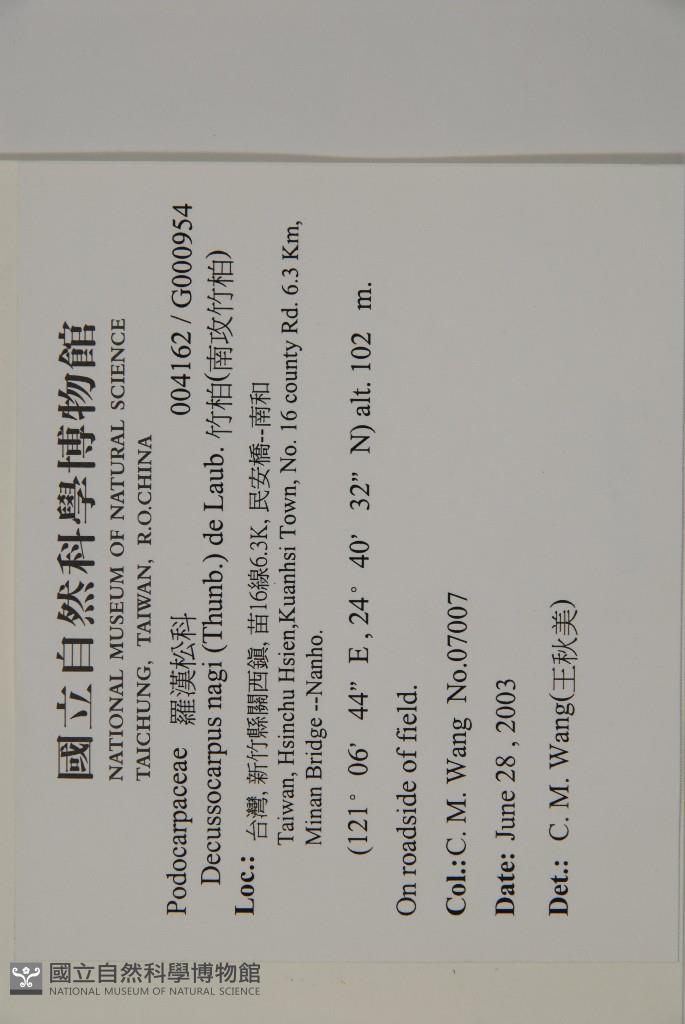 國立自然科學博物館
NATIONAL MUSEUM OF NATURAL SCIENCE
TAICHUNG, TAIWAN, R.O.CHINA
Podocarpaceae 羅漢松科 004162 / G000954
Decussocarpus nagi (Thunb.) de Laub. 竹柏(南攻竹柏)
Loc.: 台灣, 新竹縣關西鎮, 苗16線6.3K, 民安橋--南和
Taiwan, Hsinchu Hsien,Kuanhsi Town, No. 16 county Rd. 6.3 Km,
Minan Bridge --Nanho.
(121° 06′ 44” E , 24° 40′ 32” N) alt. 102 m.
On roadside of field.
Col.:C. M. Wang No.07007
Date: June 28 , 2003
Det.: C. M. Wang(王秋美)
國立自然科學博物館
NATIONAL MUSEUM OF NATURAL SCIENCE